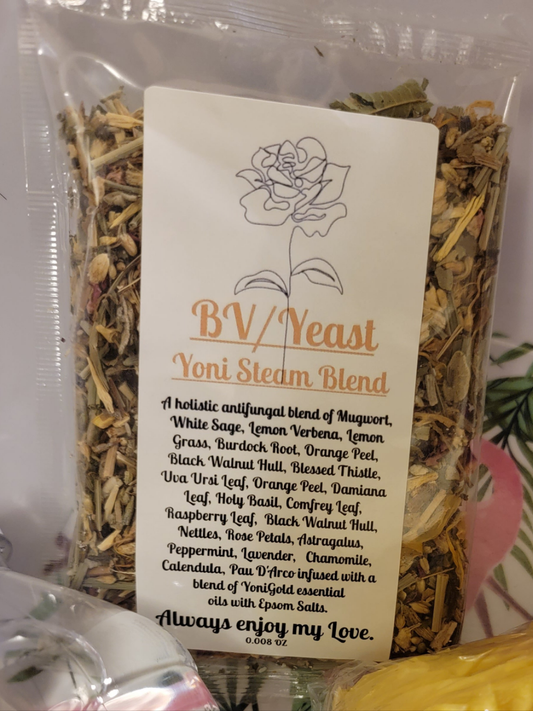 BV/Yeast
Yoni Steam Blend
A holistic antifungal blend of Mugwort,
White Sage, Lemon Verbena, Lemon
Grass, Burdock Root, Orange Peel,
Black Walnut Hull, Blessed Thistle,
Uva Ursi Leaf, Orange Peel, Damiana
Leaf, Holy Basil, Comfrey Leaf,
Raspberry Leaf, Black Walnut Hull,
Nettles, Rose Petals, Astragalus,
Peppermint, Lavender, Chamomile,
Calendula, Pau D'Arco infused with a
blend of YoniGold essential
oils with Epsom Salts.
Always enjoy my Love.
0.008 OZ